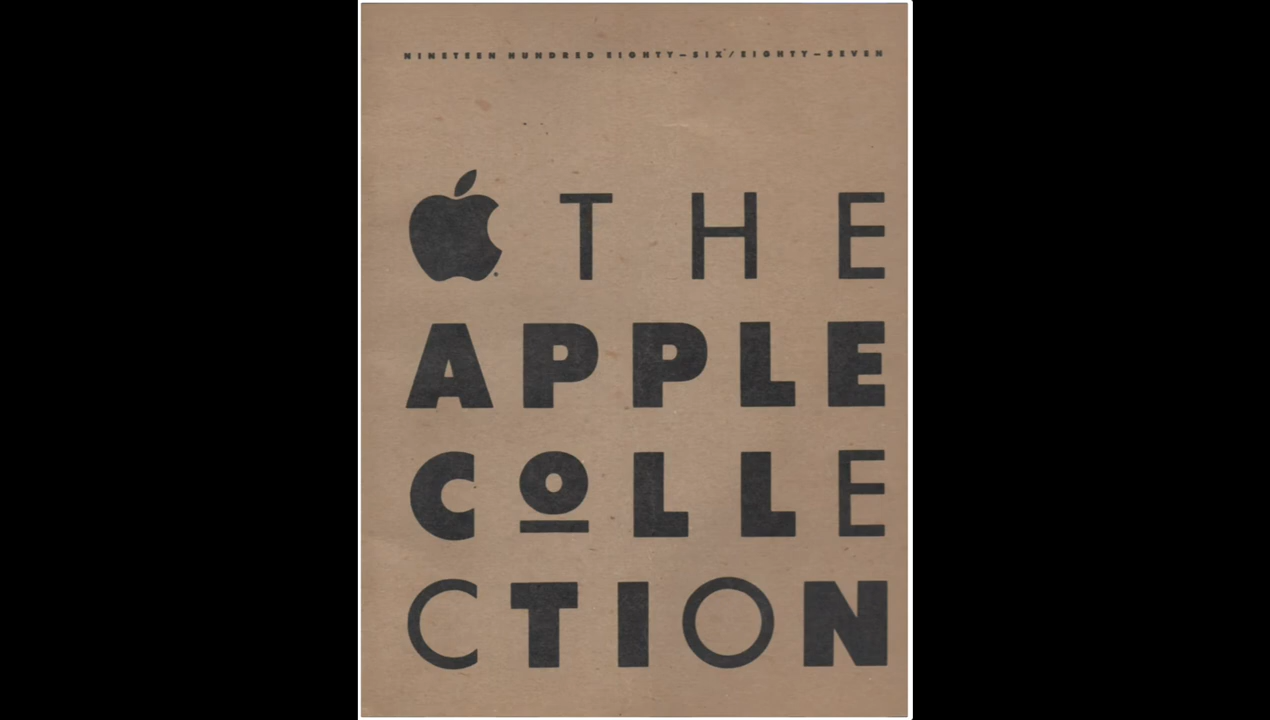 NINETEEN HUNDRED EIGHTY-SIX/EIGHTY-SEVEN
THE
APPLE
COLLE
CTION